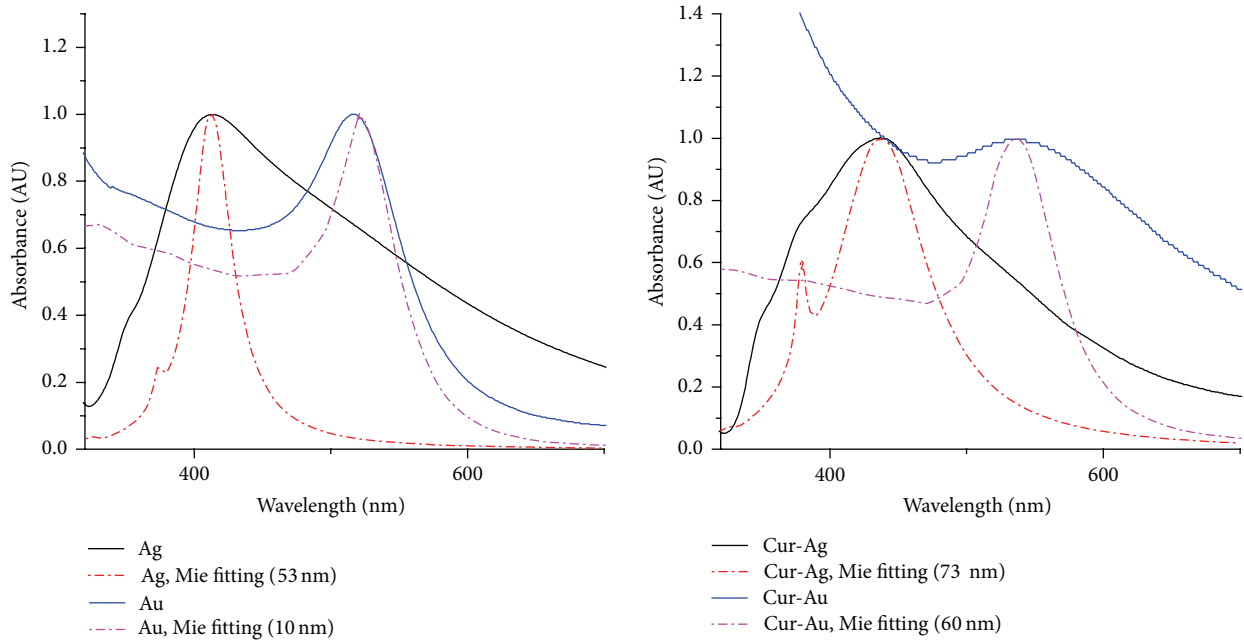 1.2
1.0
0.8
0.6
0.4
0.2
0.0
Absorbance (AU)
400
600
Wavelength (nm)
Ag
Ag, Mie fitting (53 nm)
Au
Au, Mie fitting (10 nm)
1.4
1.2
1.0
0.8
0.6
0.4
0.2
0.0
Absorbance (AU)
400
600
Wavelength (nm)
Cur-Ag
Cur-Ag, Mie fitting (73 nm)
Cur-Au
Cur-Au, Mie fitting (60 nm)